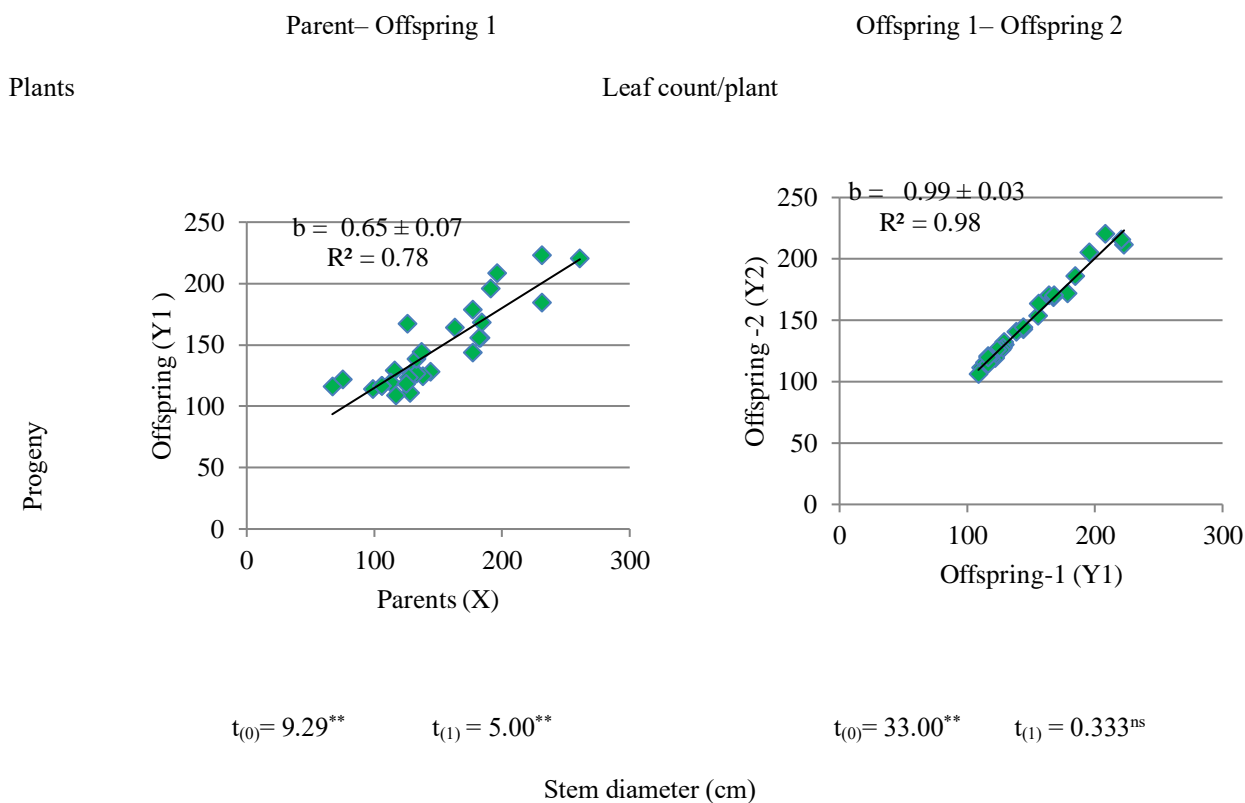 Parent– Offspring 1
Offspring 1– Offspring 2
Plants
Leaf count/plant
Progeny
b = 0.65 ± 0.07
R² = 0.78
Offspring (Y1 )
250
200
150
100
50
0
0 100 200 300
Parents (X)
b = 0.99 ± 0.03
R² = 0.98
Offspring -2 (Y2)
250
200
150
100
50
0
0 100 200 300
Offspring-1 (Y1)
t(0)= 9.29** t(1) = 5.00**
t(0)= 33.00** t(1) = 0.333ns
Stem diameter (cm)